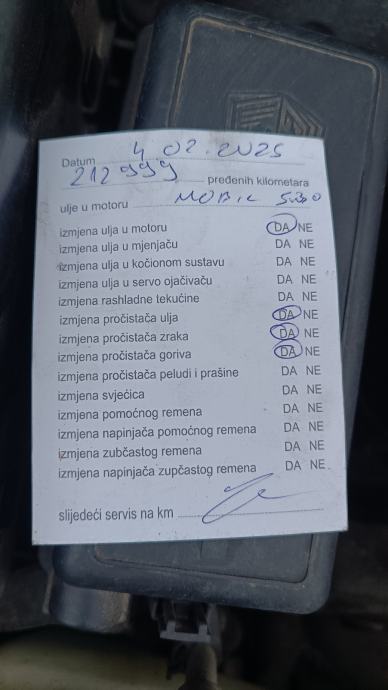 Datum 4 02.2025
212 999 pređenih kilometara
ulje u motoru MOBIL 5.30
izmjena ulja u motoru DA NE
izmjena ulja u mjenjaču DA NE
izmjena ulja u kočionom sustavu DA NE
izmjena ulja u servo ojačivaču DA NE
izmjena rashladne tekućine DA NE
izmjena pročistača ulja DA NE
izmjena pročistača zraka DA NE
izmjena pročistača goriva DA NE
izmjena pročistača peludi i prašine DA NE
izmjena svjećica DA NE
izmjena pomoćnog remena DA NE
izmjena napinjača pomoćnog remena DA NE
izmjena zubčastog remena DA NE
izmjena napinjača zupčastog remena DA NE
slijedeći servis na km